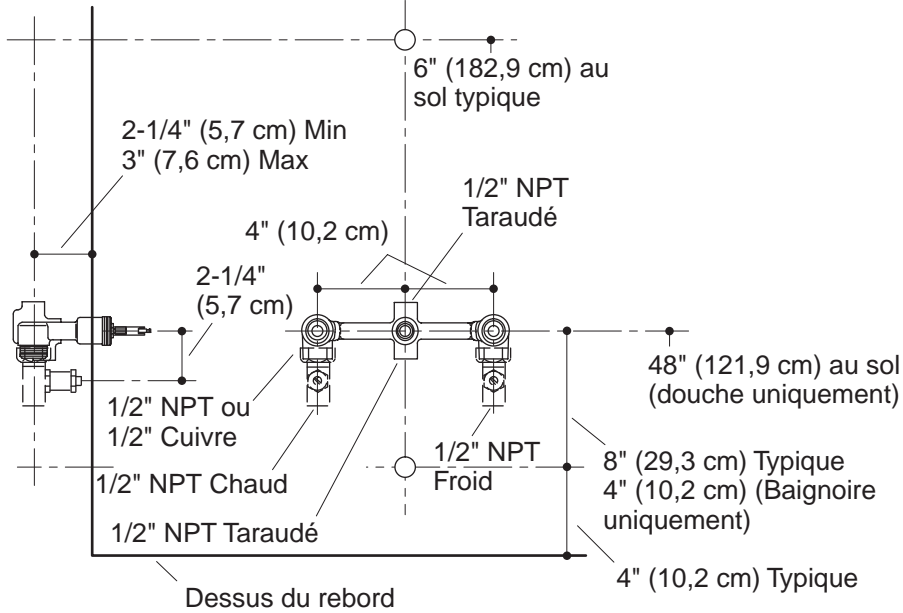 6" (182,9 cm) au
sol typique
2-1/4" (5,7 cm) Min
3" (7,6 cm) Max
1/2" NPT
Taraudé
4" (10,2 cm)
2-1/4"
(5,7 cm)
48" (121,9 cm) au sol
(douche uniquement)
1/2" NPT ou
1/2" Cuivre
1/2" NPT
Froid
8" (29,3 cm) Typique
4" (10,2 cm) (Baignoire
uniquement)
1/2" NPT Chaud
1/2" NPT Taraudé
4" (10,2 cm) Typique
Dessus du rebord